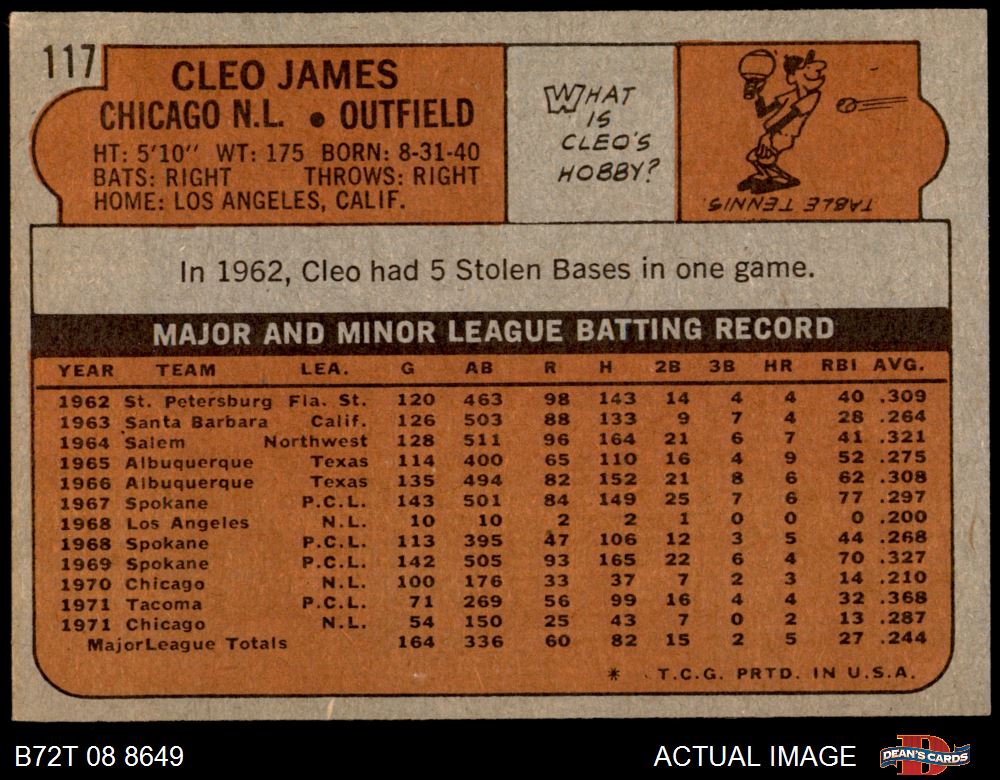 117
CLEO JAMES
CHICAGO N.L. • OUTFIELD
HT: 5'10" WT: 175 BORN: 8-31-40
BATS: RIGHT THROWS: RIGHT
HOME: LOS ANGELES, CALIF.
WHAT
IS
CLEO'S
HOBBY?
TABLE TENNIS.
In 1962, Cleo had 5 Stolen Bases in one game.
MAJOR AND MINOR LEAGUE BATTING RECORD
YEAR TEAM LEA. G AB R H 2B 3B HR RBI AVG.
1962 St. Petersburg Fla. St. 120 463 98 143 14 4 4 40 .309
1963 Santa Barbara Calif. 126 503 88 133 9 7 4 28 .264
1964 Salem Northwest 128 511 96 164 21 6 7 41 .321
1965 Albuquerque Texas 114 400 65 110 16 4 9 52 .275
1966 Albuquerque Texas 135 494 82 152 21 8 6 62 .308
1967 Spokane P.C.L. 143 501 84 149 25 7 6 77 .297
1968 Los Angeles N.L. 10 10 2 2 1 0 0 0 .200
1968 Spokane P.C.L. 113 395 47 106 12 3 5 44 .268
1969 Spokane P.C.L. 142 505 93 165 22 6 4 70 .327
1970 Chicago N.L. 100 176 33 37 7 2 3 14 .210
1971 Tacoma P.C.L. 71 269 56 99 16 4 4 32 .368
1971 Chicago N.L. 54 150 25 43 7 0 2 13 .287
MajorLeague Totals 164 336 60 82 15 2 5 27 .244
* T.C.G. PRTD. IN U.S.A.
B72T 08 8649
ACTUAL IMAGE
DEAN'S CARDS